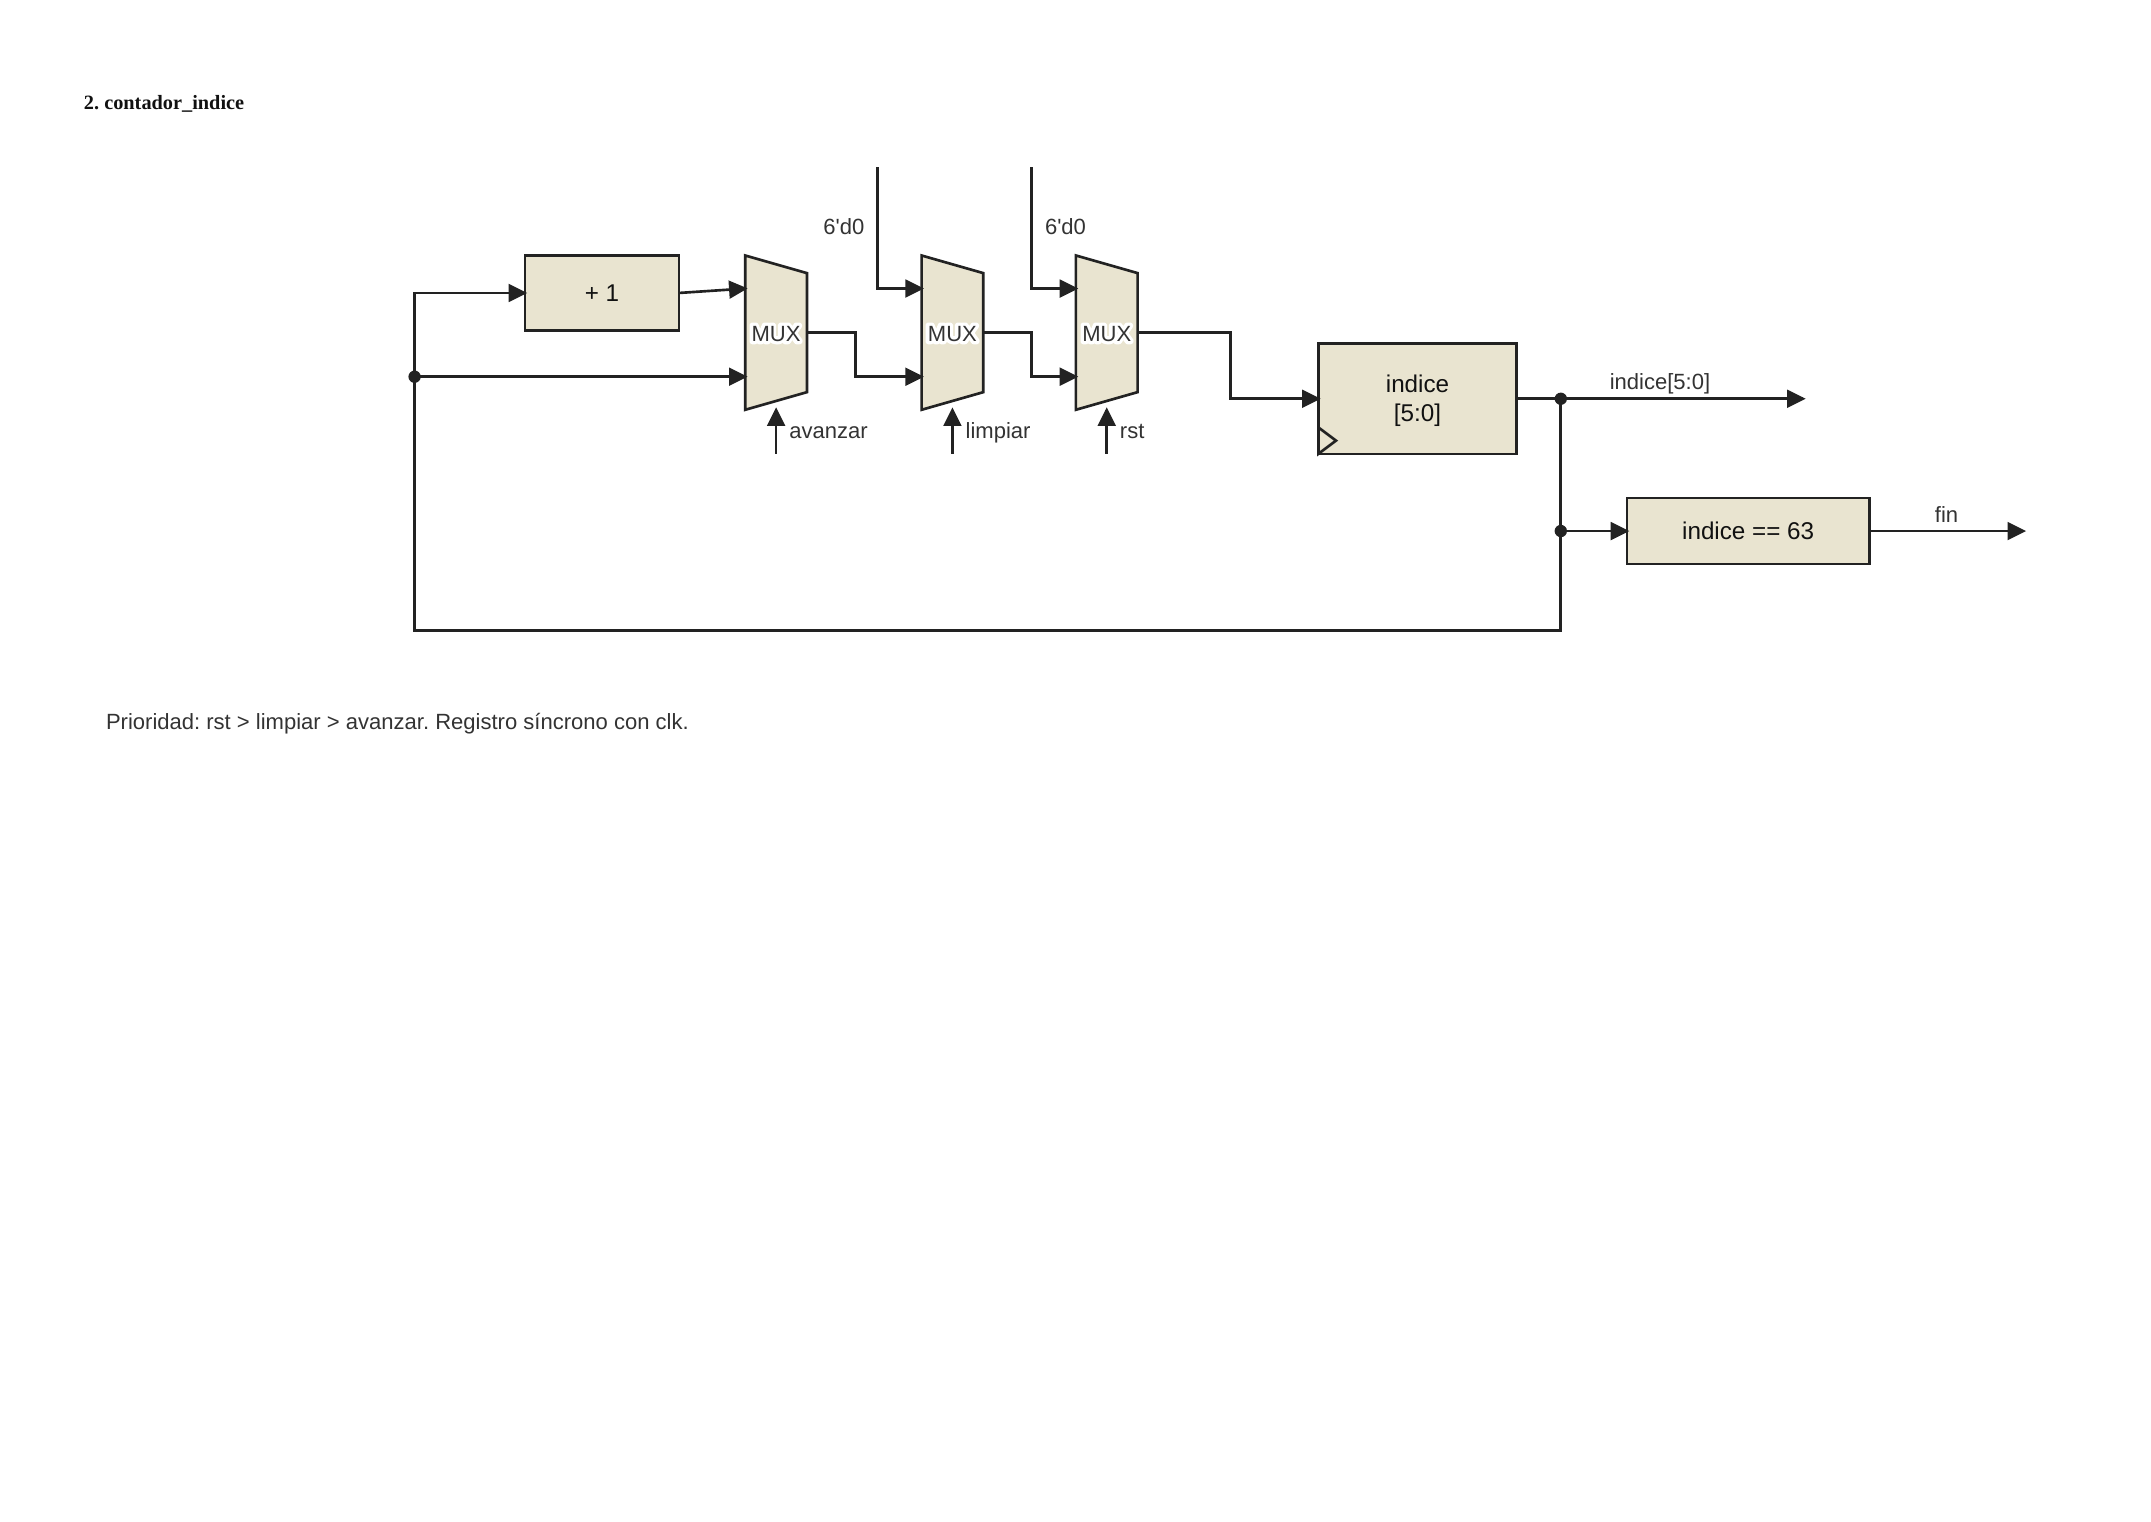 2. contador_indice
6'd0
6'd0
+ 1
MUX
MUX
MUX
indice
[5:0]
indice[5:0]
avanzar
limpiar
rst
indice == 63
fin
Prioridad: rst > limpiar > avanzar. Registro síncrono con clk.